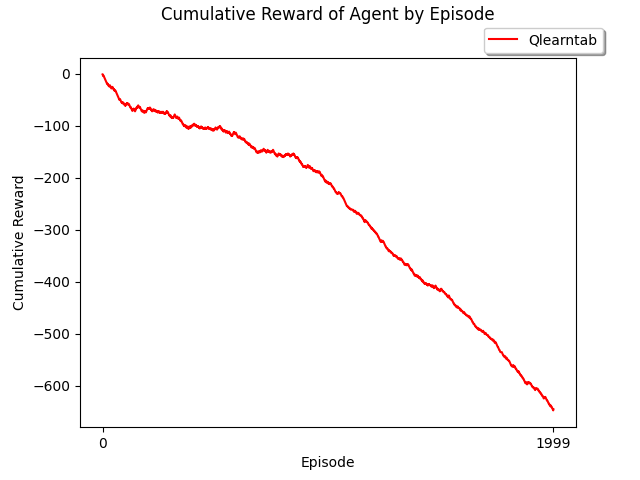 Cumulative Reward of Agent by Episode
Qlearntab
0
−100
−200
−300
−400
−500
−600
Cumulative Reward
0 1999
Episode